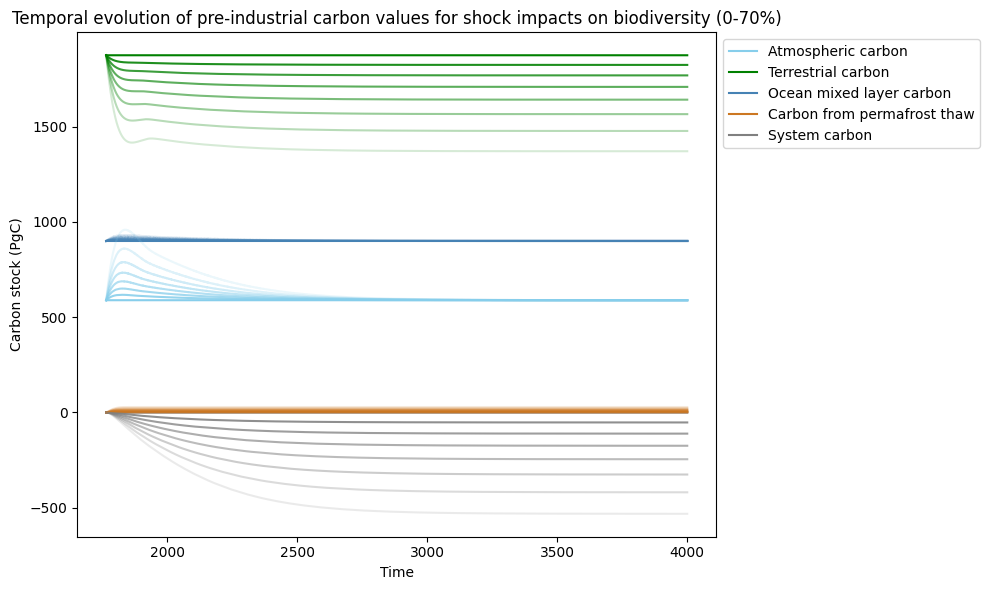 Temporal evolution of pre-industrial carbon values for shock impacts on biodiversity (0-70%)
Carbon stock (PgC)
1500
1000
500
0
−500
2000
2500
3000
3500
4000
Time
Atmospheric carbon
Terrestrial carbon
Ocean mixed layer carbon
Carbon from permafrost thaw
System carbon